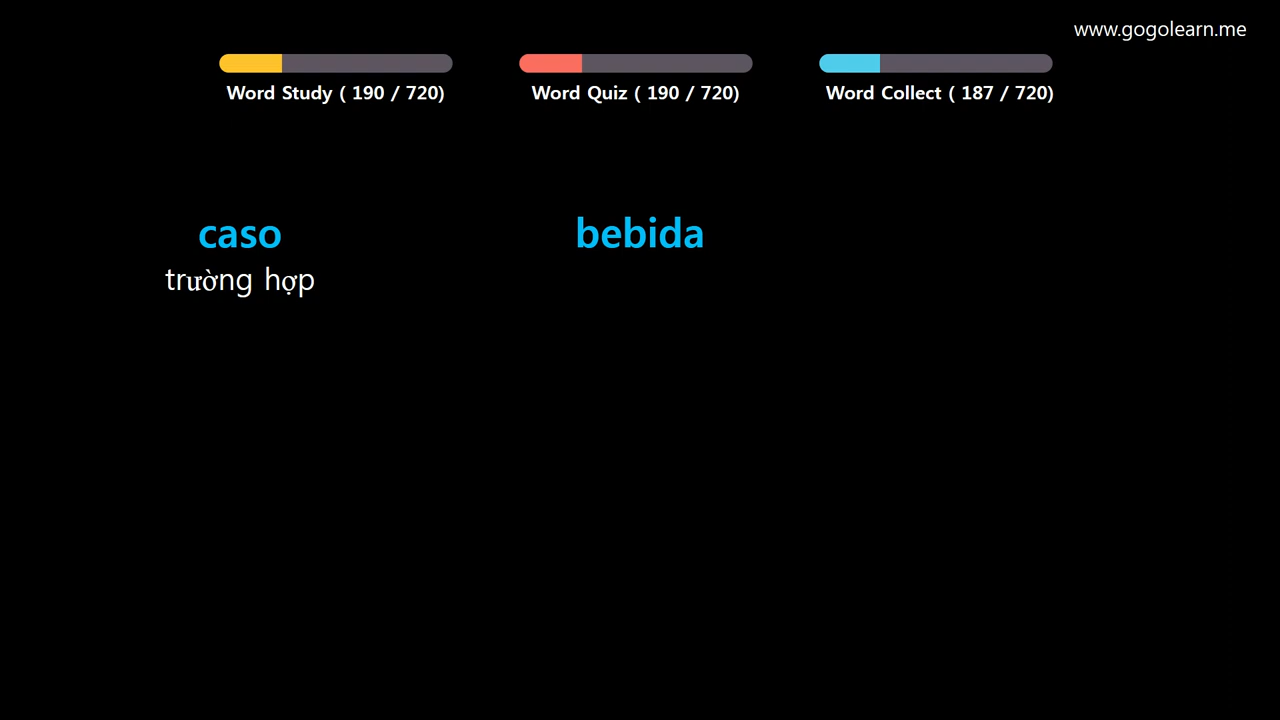 www.gogolearn.me
Word Study ( 190 / 720)
Word Quiz ( 190 / 720)
Word Collect ( 187 / 720)
caso
trường hợp
bebida